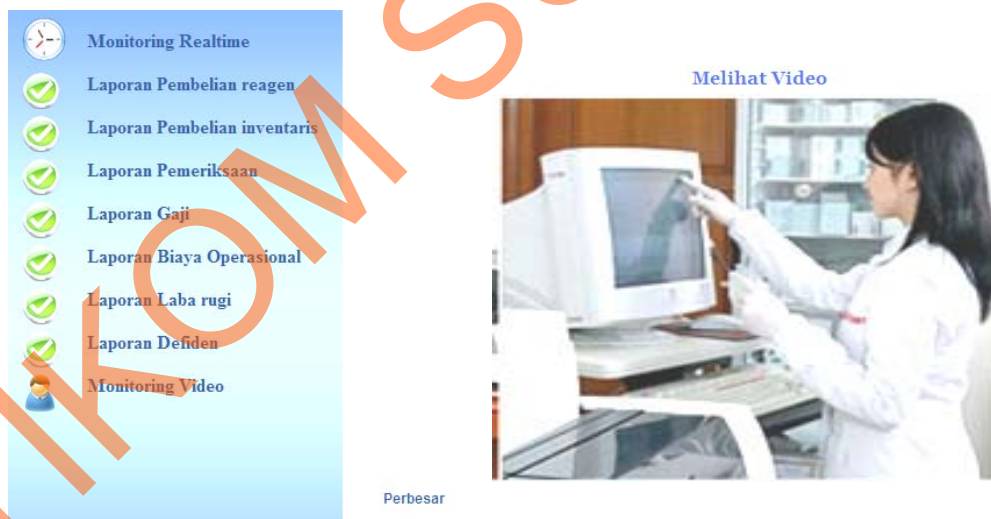 Monitoring Realtime
Laporan Pembelian reagen
Laporan Pembelian inventaris
Laporan Pemeriksaan
Laporan Gaji
Laporan Biaya Operasional
Laporan Laba rugi
Laporan Defiden
Monitoring Video
Melihat Video
Perbesar
IKOM S